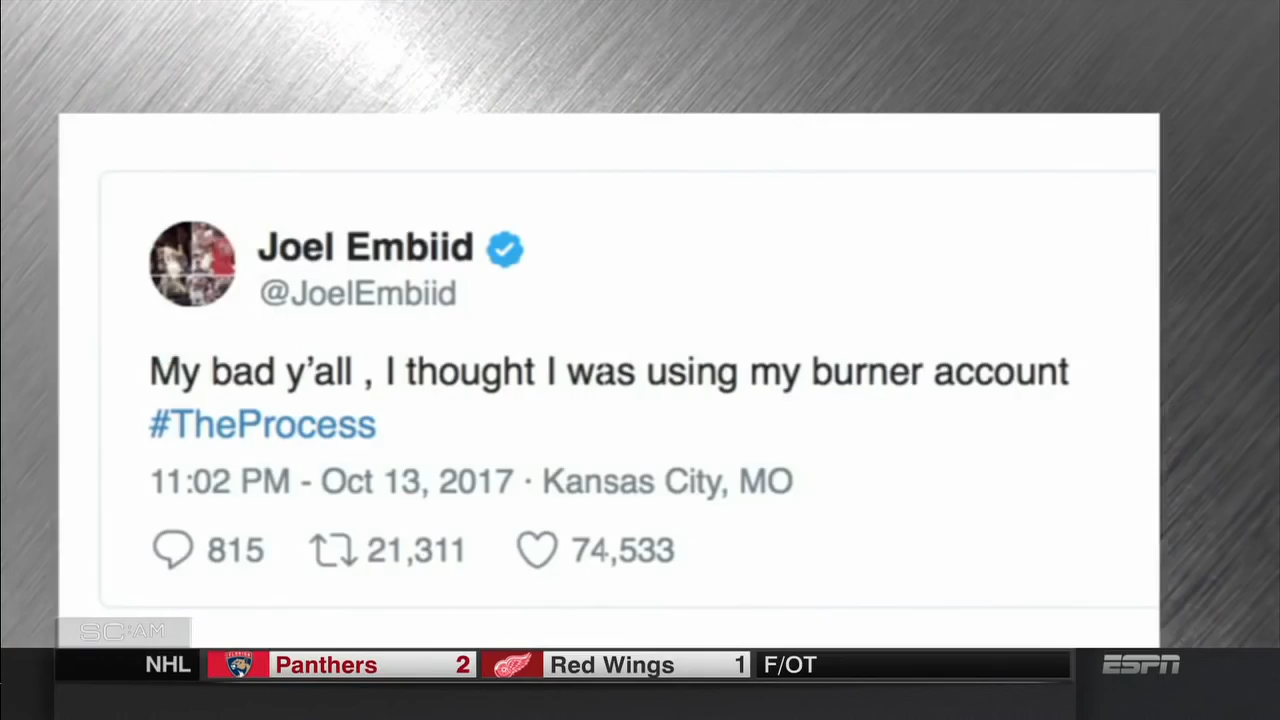 Joel Embiid
@JoelEmbiid
My bad y’all , I thought I was using my burner account
#TheProcess
11:02 PM - Oct 13, 2017 · Kansas City, MO
815 21,311 74,533
SC:AM
NHL Panthers 2 Red Wings 1 F/OT ESPN